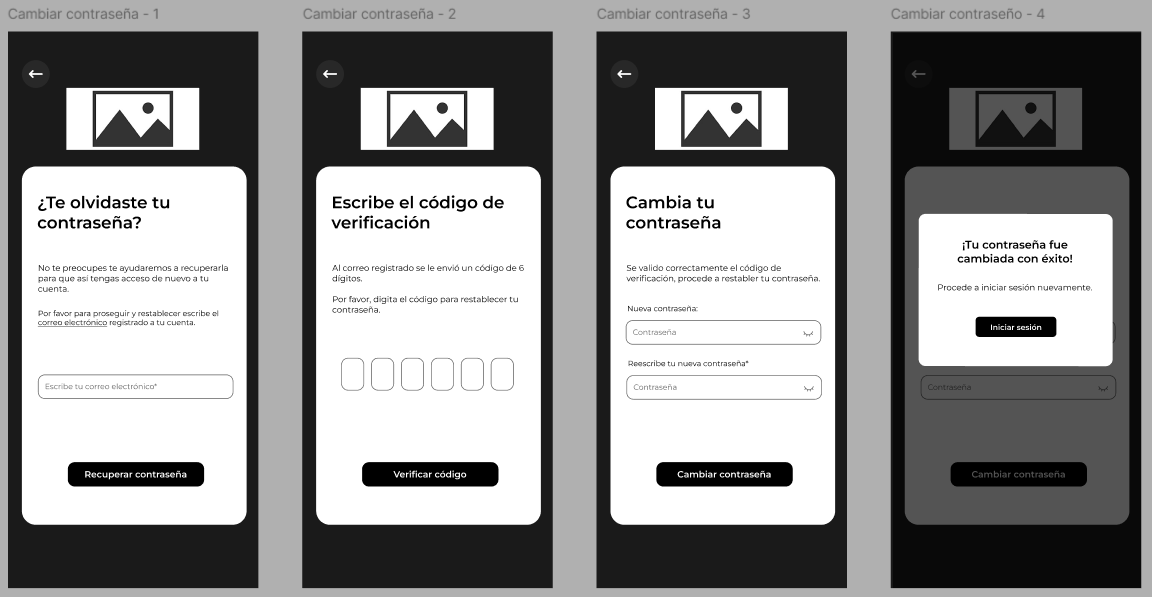 Cambiar contraseña - 1
¿Te olvidaste tu
contraseña?
No te preocupes te ayudaremos a recuperarla
para que así tengas acceso de nuevo a tu
cuenta.
Por favor para proseguir y restablecer escribe el
correo electrónico registrado a tu cuenta.
Escribe tu correo electrónico*
Recuperar contraseña
Cambiar contraseña - 2
Escribe el código de
verificación
Al correo registrado se le envió un código de 6
dígitos.
Por favor, digita el código para restablecer tu
contraseña.
Verificar código
Cambiar contraseña - 3
Cambia tu
contraseña
Se valido correctamente el código de
verificación, procede a restabler tu contraseña.
Nueva contraseña:
Contraseña
Reescribe tu nueva contraseña*
Contraseña
Cambiar contraseña
Cambiar contraseño - 4
¡Tu contraseña fue
cambiada con éxito!
Procede a iniciar sesión nuevamente.
Iniciar sesión
Contraseña
Cambiar contraseña